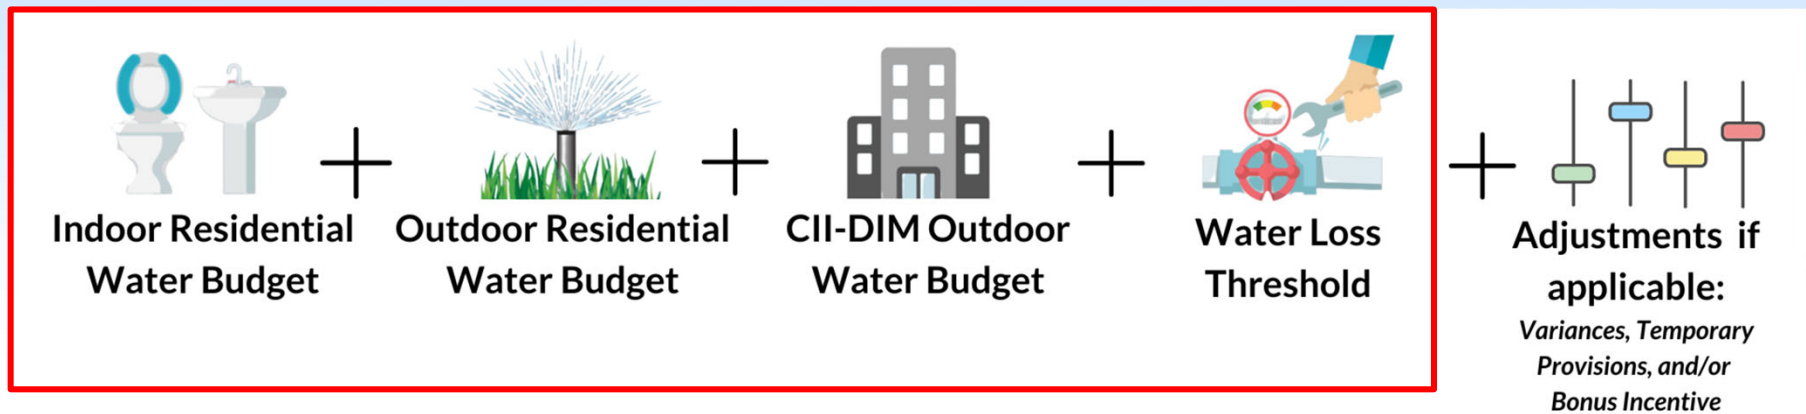 Indoor Residential
Water Budget
Outdoor Residential
Water Budget
CII-DIM Outdoor
Water Budget
Water Loss
Threshold
Adjustments if
applicable:
Variances, Temporary
Provisions, and/or
Bonus Incentive